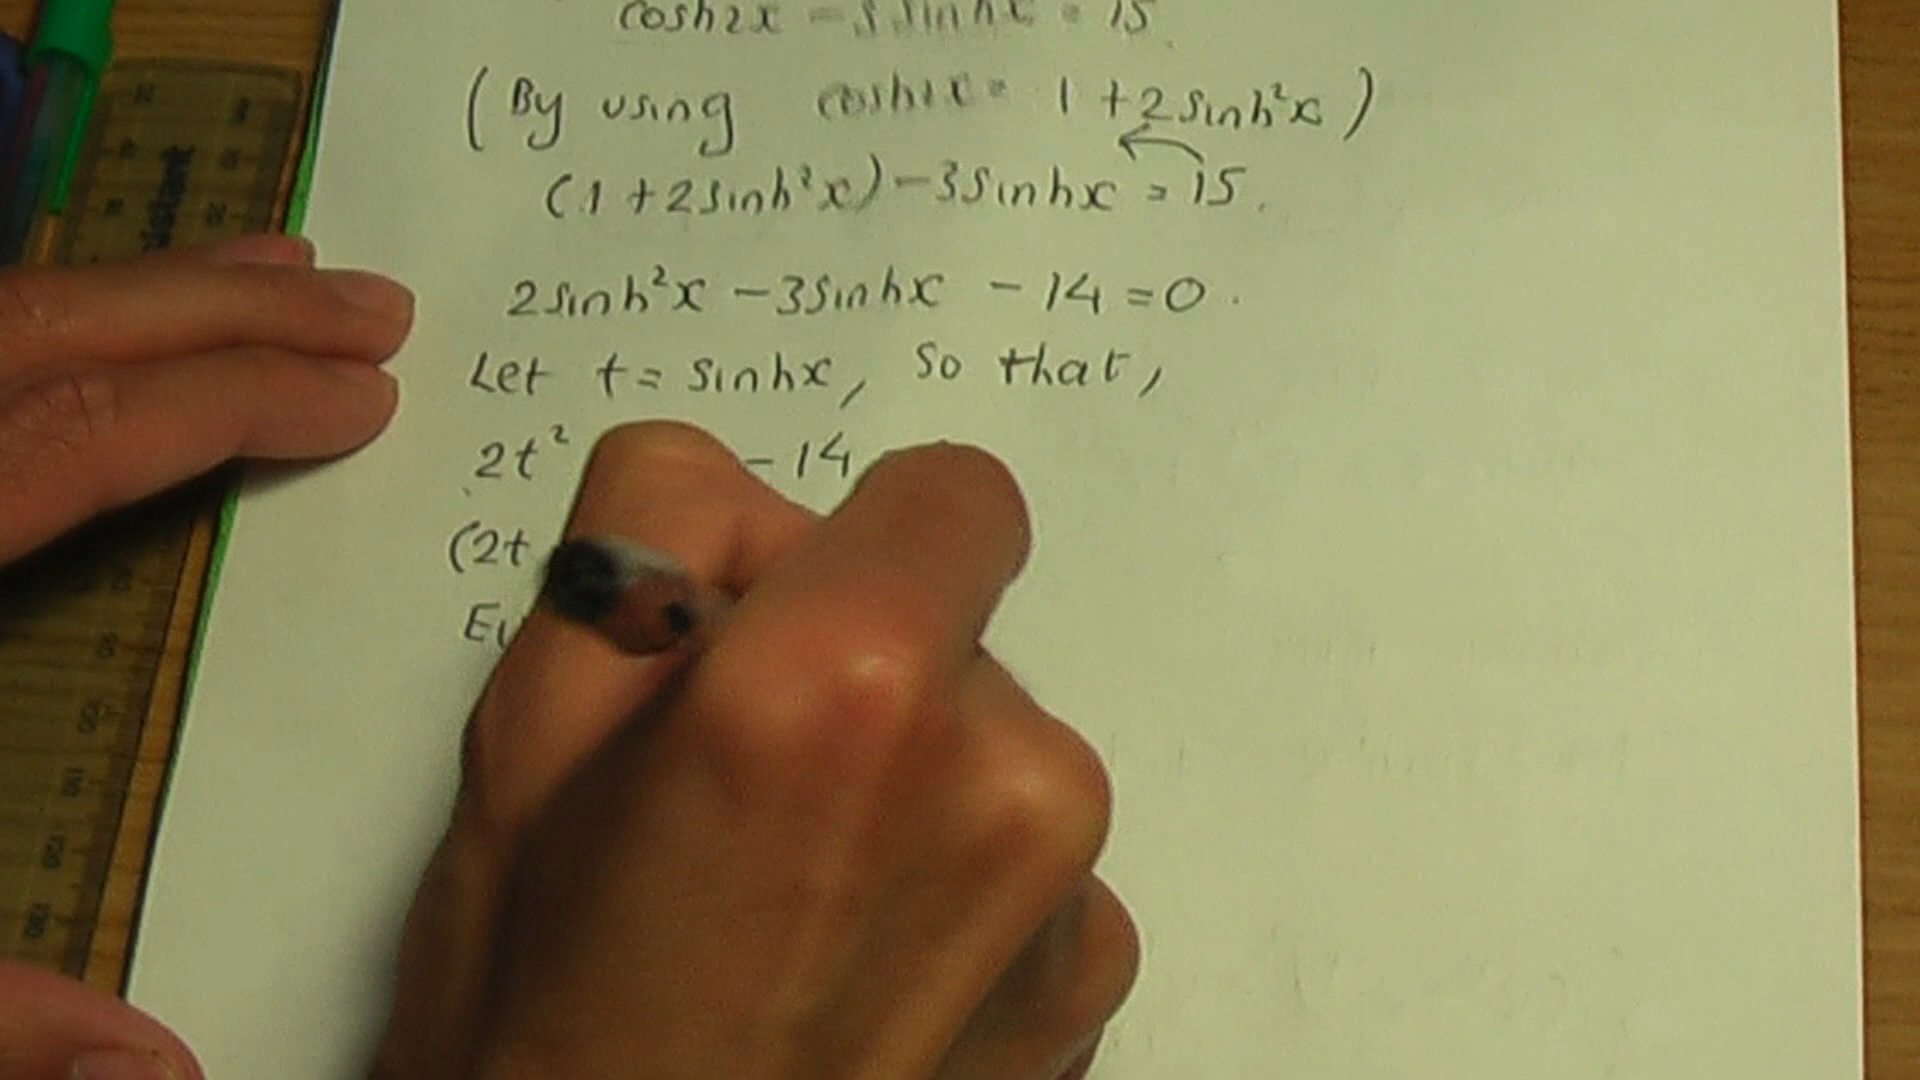 cosh2x - 3sinhx = 15
(By using cosh2x = 1 + 2sinh²x)
(1 + 2sinh²x) - 3sinhx = 15.
2sinh²x - 3sinhx - 14 = 0.
Let t = sinhx, so that,
2t² - 14
(2t